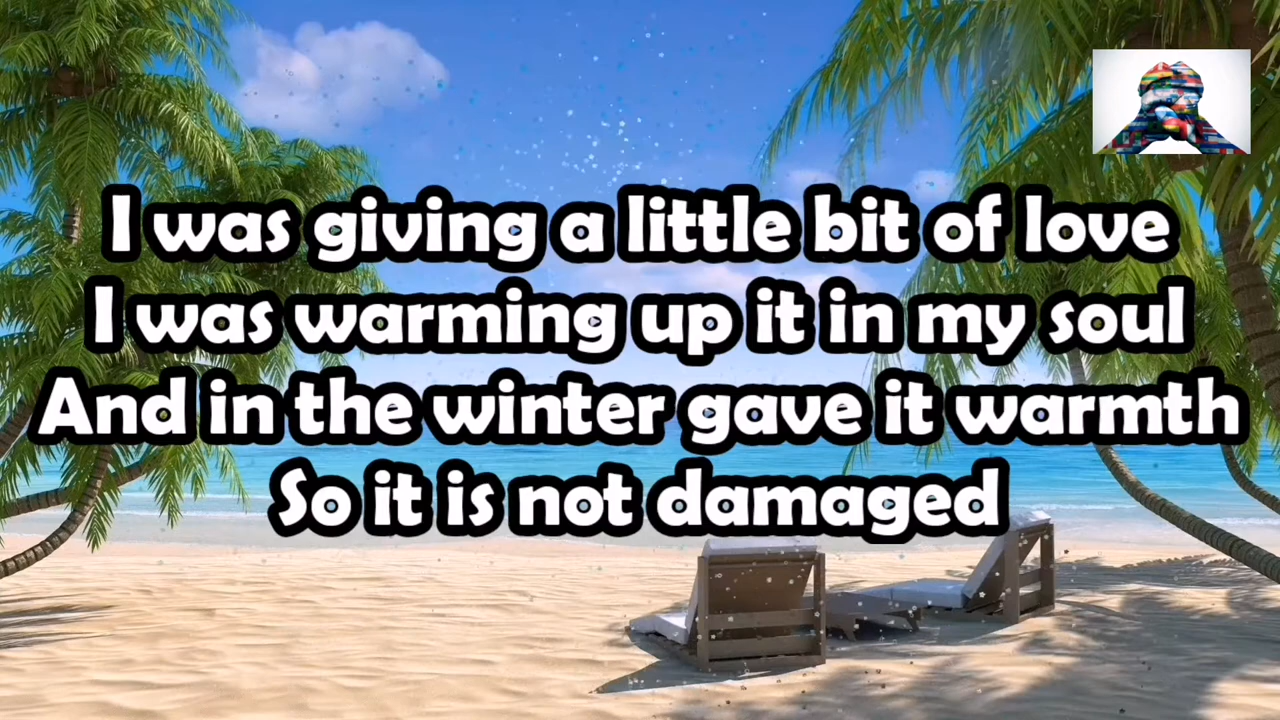 I was giving a little bit of love
I was warming up it in my soul
And in the winter gave it warmth
So it is not damaged